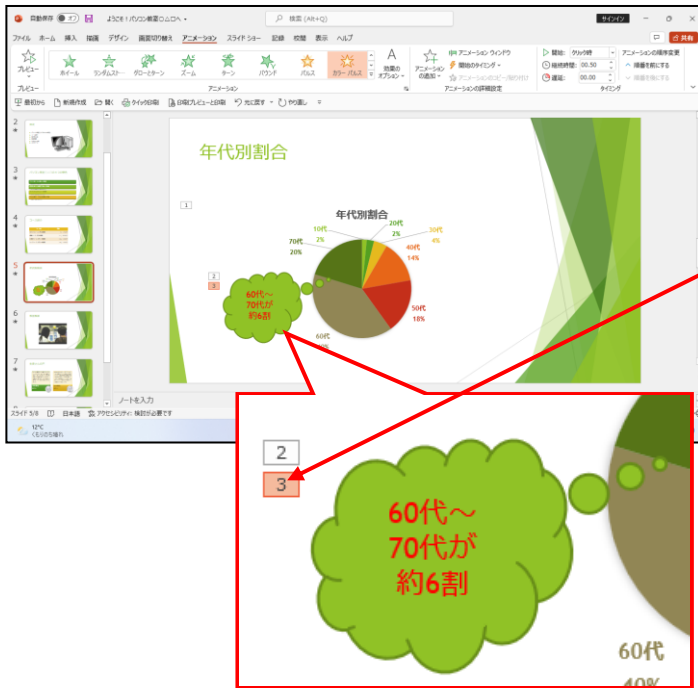 自動保存 オフ
ようこそ!パソコン教室○△□へ
検索 (Alt+Q)
サインイン
ファイル ホーム 挿入 描画 デザイン 画面切り替え アニメーション スライド ショー 記録 校閲 表示 ヘルプ
共有
プレビュー
ホイール ランダムスト… グローとターン ズーム ターン バウンド パルス カラー パルス
効果の
オプション
アニメーション
の追加
アニメーション ウィンドウ
開始のタイミング
アニメーションのコピー/貼り付け
開始: クリック時
継続時間: 00.50
遅延: 00.00
アニメーションの順序変更
順番を前にする
順番を後にする
プレビュー
アニメーション
アニメーションの詳細設定
タイミング
最初から 新規作成 開く クイック印刷 印刷プレビューと印刷 元に戻す やり直し
2
3
4
5
6
7
年代別割合
1
年代別割合
10代
2%
20代
2%
30代
4%
40代
14%
50代
18%
60代
70代
20%
2
3
60代~
70代が
約6割
ノートを入力
スライド 5/8 日本語 アクセシビリティ: 検討が必要です
12°C
くもりのち晴れ
2
3
60代~
70代が
約6割
60代
40%